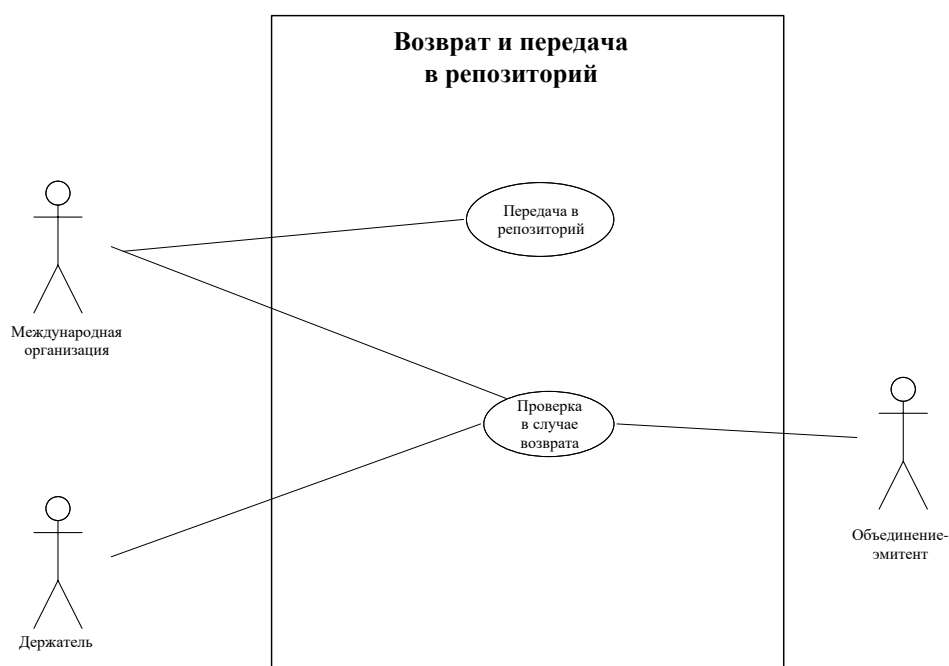 Возврат и передача
в репозиторий
Передача в
репозиторий
Международная
организация
Проверка
в случае
возврата
Объединение-
эмитент
Держатель